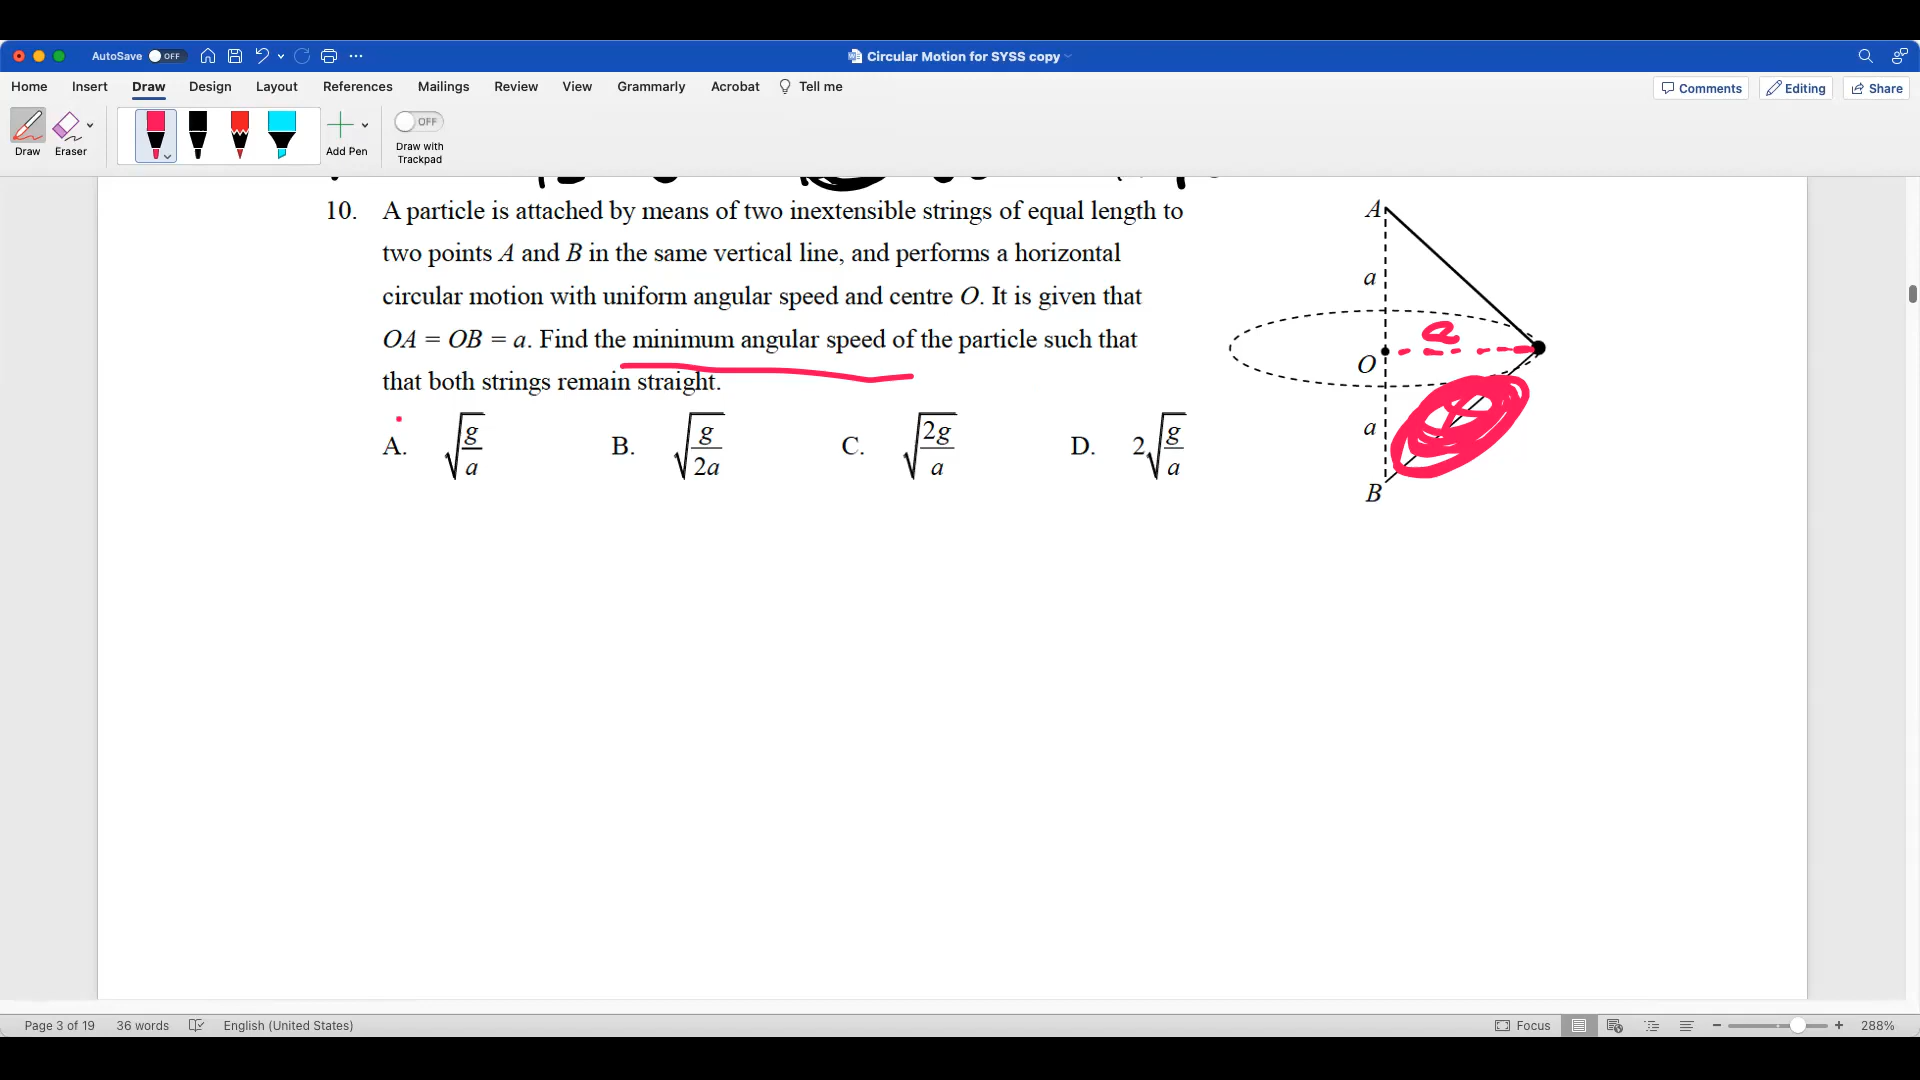 AutoSave OFF
Circular Motion for SYSS copy
Home Insert Draw Design Layout References Mailings Review View Grammarly Acrobat Tell me
Comments Editing Share
Draw Eraser Add Pen OFF Draw with Trackpad
10. A particle is attached by means of two inextensible strings of equal length to
two points A and B in the same vertical line, and performs a horizontal
circular motion with uniform angular speed and centre O. It is given that
OA = OB = a. Find the minimum angular speed of the particle such that
that both strings remain straight.
A. √(g/a) B. √(g/2a) C. √(2g/a) D. 2√(g/a)
A
a
a
O
a
B
Page 3 of 19 36 words English (United States) Focus 288%